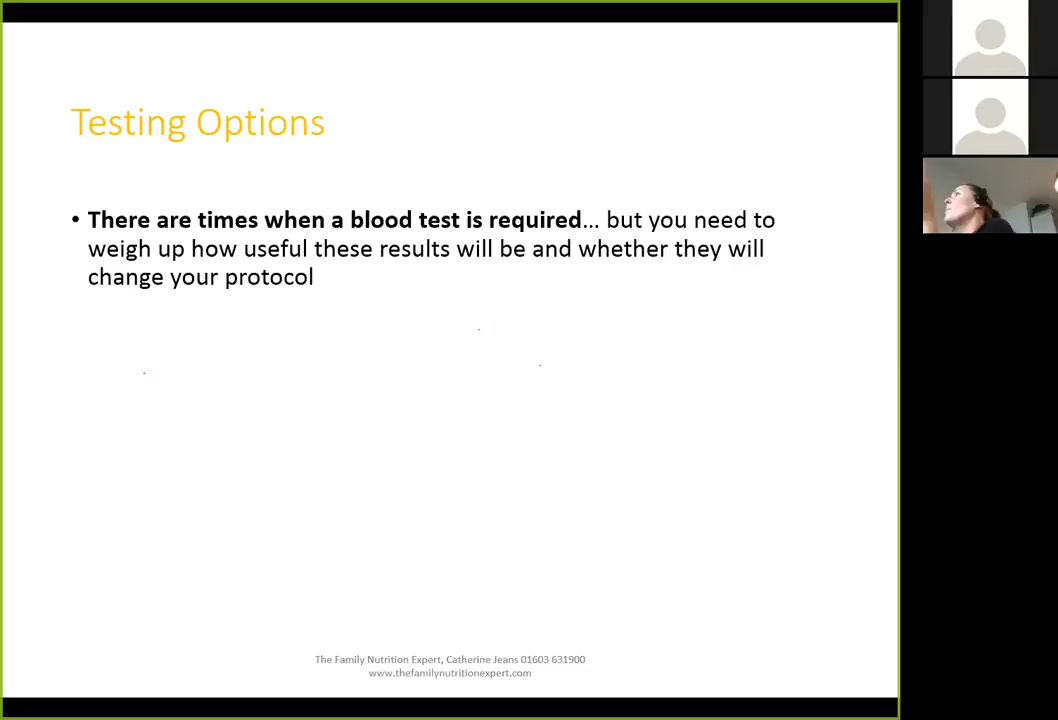 Testing Options
• There are times when a blood test is required... but you need to
weigh up how useful these results will be and whether they will
change your protocol
The Family Nutrition Expert, Catherine Jeans 01603 631900
www.thefamilynutritionexpert.com